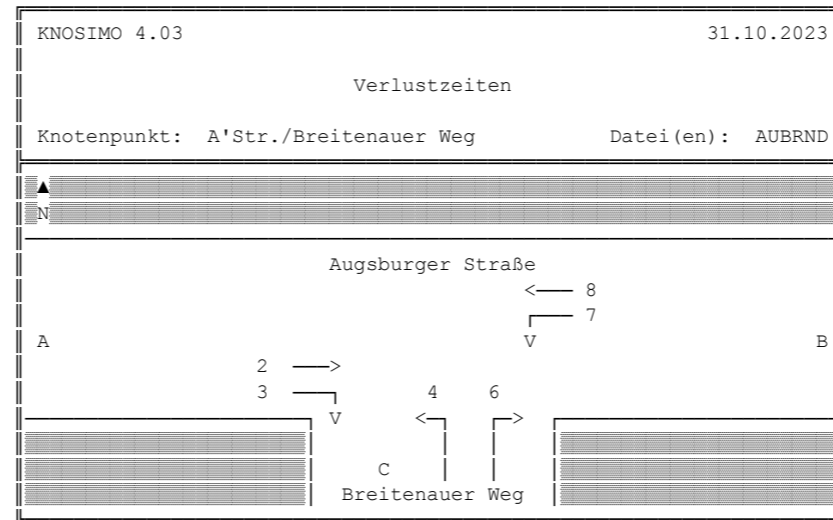 KNOSIMO 4.03 31.10.2023
Verlustzeiten
Knotenpunkt: A'Str./Breitenauer Weg Datei(en): AUBRND
▲
N
Augsburger Straße
<─── 8
┌─── 7
A V B
2 ───>
3 ───┐ 4 6
V <─┐ ┌─>
C
Breitenauer Weg